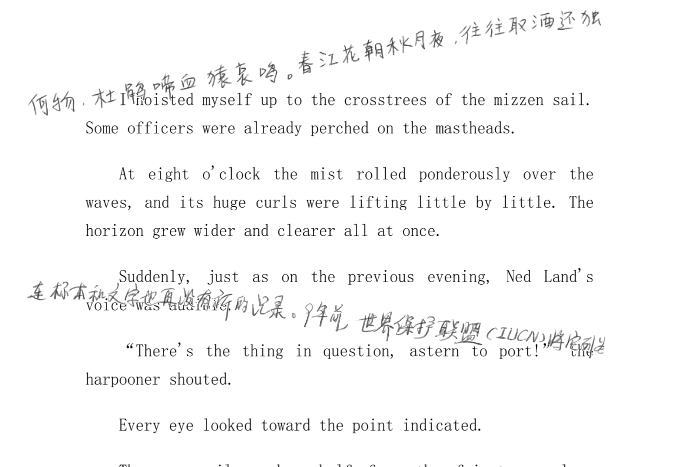 何物，杜鹃啼血猿哀鸣。春江花朝秋月夜，往往取酒还独
I hoisted myself up to the crosstrees of the mizzen sail.
Some officers were already perched on the mastheads.
At eight o'clock the mist rolled ponderously over the
waves, and its huge curls were lifting little by little. The
horizon grew wider and clearer all at once.
Suddenly, just as on the previous evening, Ned Land's
voice was audible.
连标本和文字也再没有新的记录。9年前，世界保护联盟（IUCN）将它列
“There's the thing in question, astern to port!” the
harpooner shouted.
Every eye looked toward the point indicated.